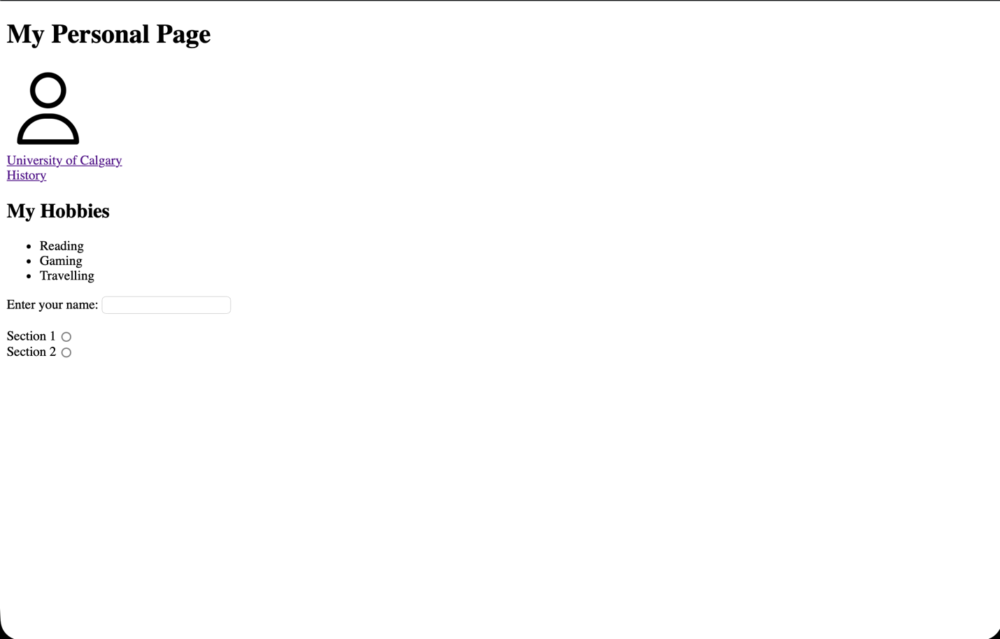 My Personal Page
University of Calgary
History
My Hobbies
Reading
Gaming
Travelling
Enter your name:
Section 1
Section 2